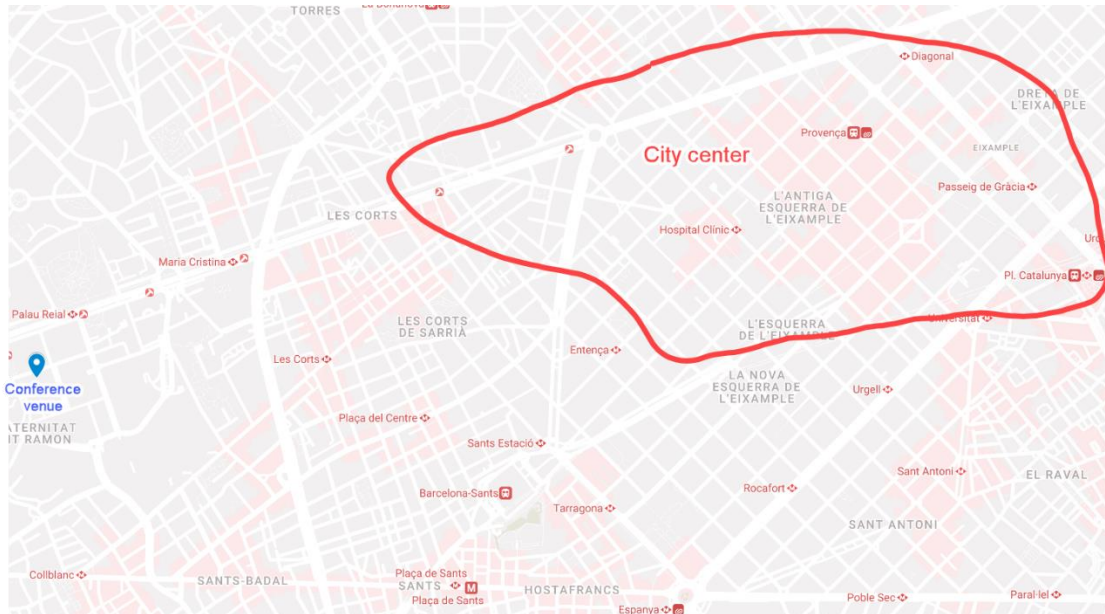 TORRES
La Bonanova
Diagonal
DRETA DE
L'EIXAMPLE
Provença
City center
EIXAMPLE
Passeig de Gràcia
L'ANTIGA
ESQUERRA DE
L'EIXAMPLE
LES CORTS
Hospital Clínic
Maria Cristina
Pl. Catalunya
Palau Reial
LES CORTS
DE SARRIÀ
L'ESQUERRA
DE L'EIXAMPLE
Universitat
Entença
Les Corts
Conference
venue
LA NOVA
ESQUERRA DE
L'EIXAMPLE
Urgell
Plaça del Centre
Sants Estació
Sant Antoni
EL RAVAL
Barcelona-Sants
Rocafort
Tarragona
SANT ANTONI
Collblanc
SANTS-BADAL
Plaça de Sants
SANTS
M
Plaça de Sants
HOSTAFRANCS
Espanya
Poble Sec
Paral·lel